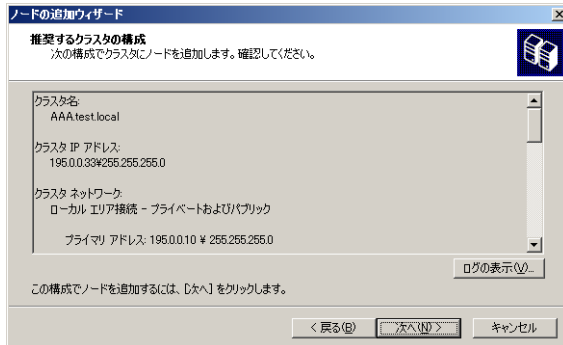 ノードの追加ウィザード
推奨するクラスタの構成
次の構成でクラスタにノードを追加します。確認してください。
クラスタ名:
AAA.test.local
クラスタ IP アドレス:
195.0.0.33¥255.255.255.0
クラスタ ネットワーク:
ローカル エリア接続 - プライベートおよびパブリック
プライマリ アドレス: 195.0.0.10 ¥ 255.255.255.0
ログの表示(V)...
この構成でノードを追加するには、[次へ] をクリックします。
< 戻る(B) 次へ(N) > キャンセル